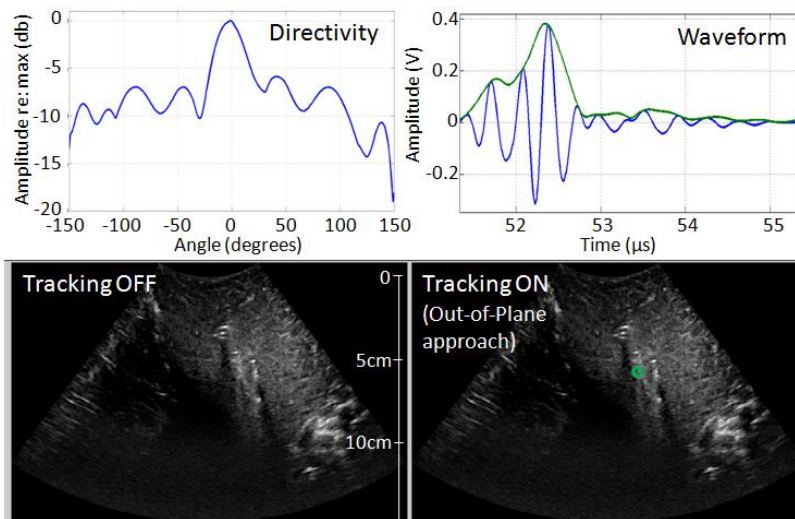 Directivity
Amplitude re: max (db)
0
-5
-10
-15
-20
-150
-100
-50
0
50
100
150
Angle (degrees)
Waveform
Amplitude (V)
0.4
0.2
0
-0.2
52
53
54
55
Time (μs)
Tracking OFF
0
5cm
10cm
Tracking ON
(Out-of-Plane
approach)